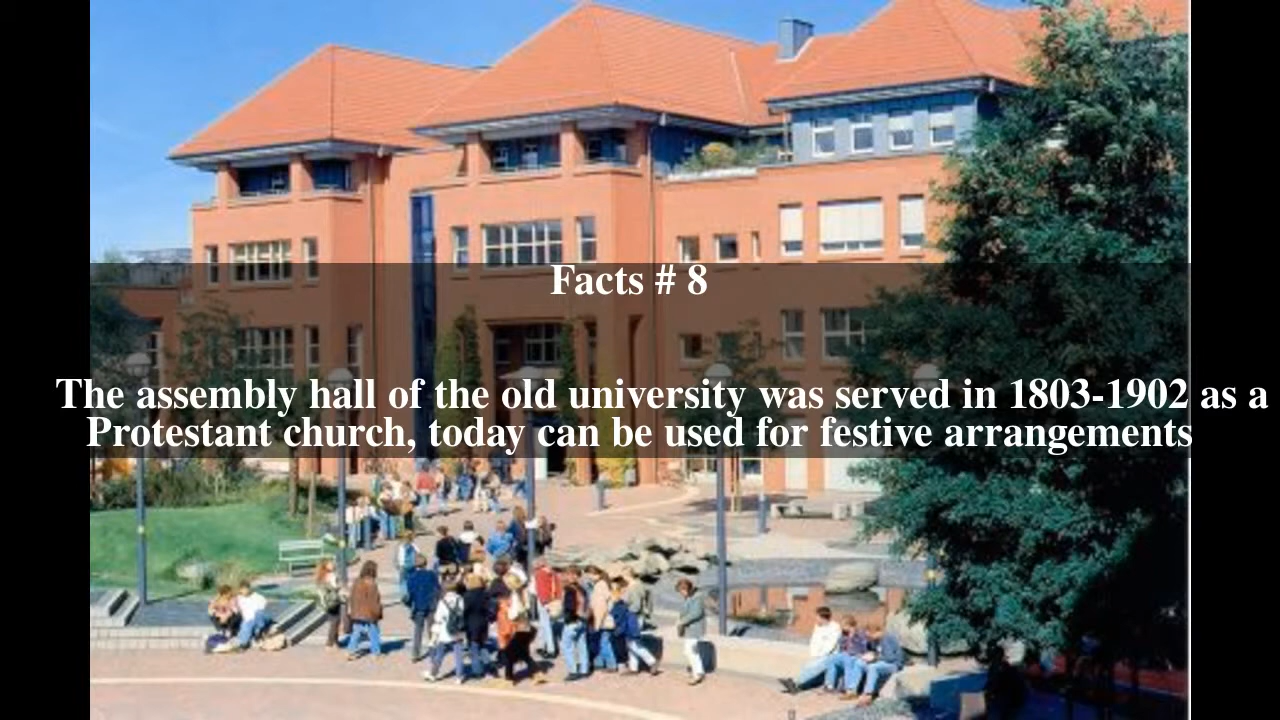 Facts # 8
The assembly hall of the old university was served in 1803-1902 as a
Protestant church, today can be used for festive arrangements